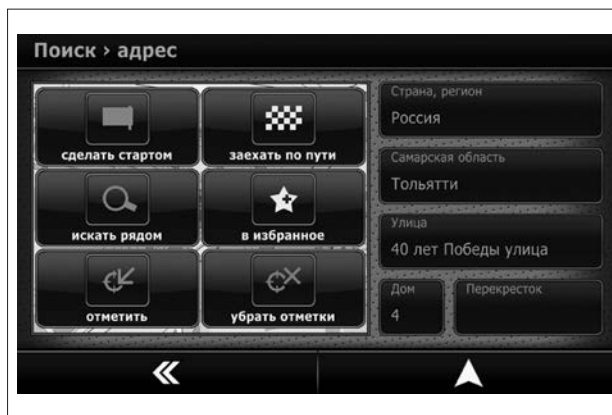 Поиск › адрес
сделать стартом
заехать по пути
искать рядом
в избранное
отметить
убрать отметки
Страна, регион
Россия
Самарская область
Тольятти
Улица
40 лет Победы улица
Дом
4
Перекресток